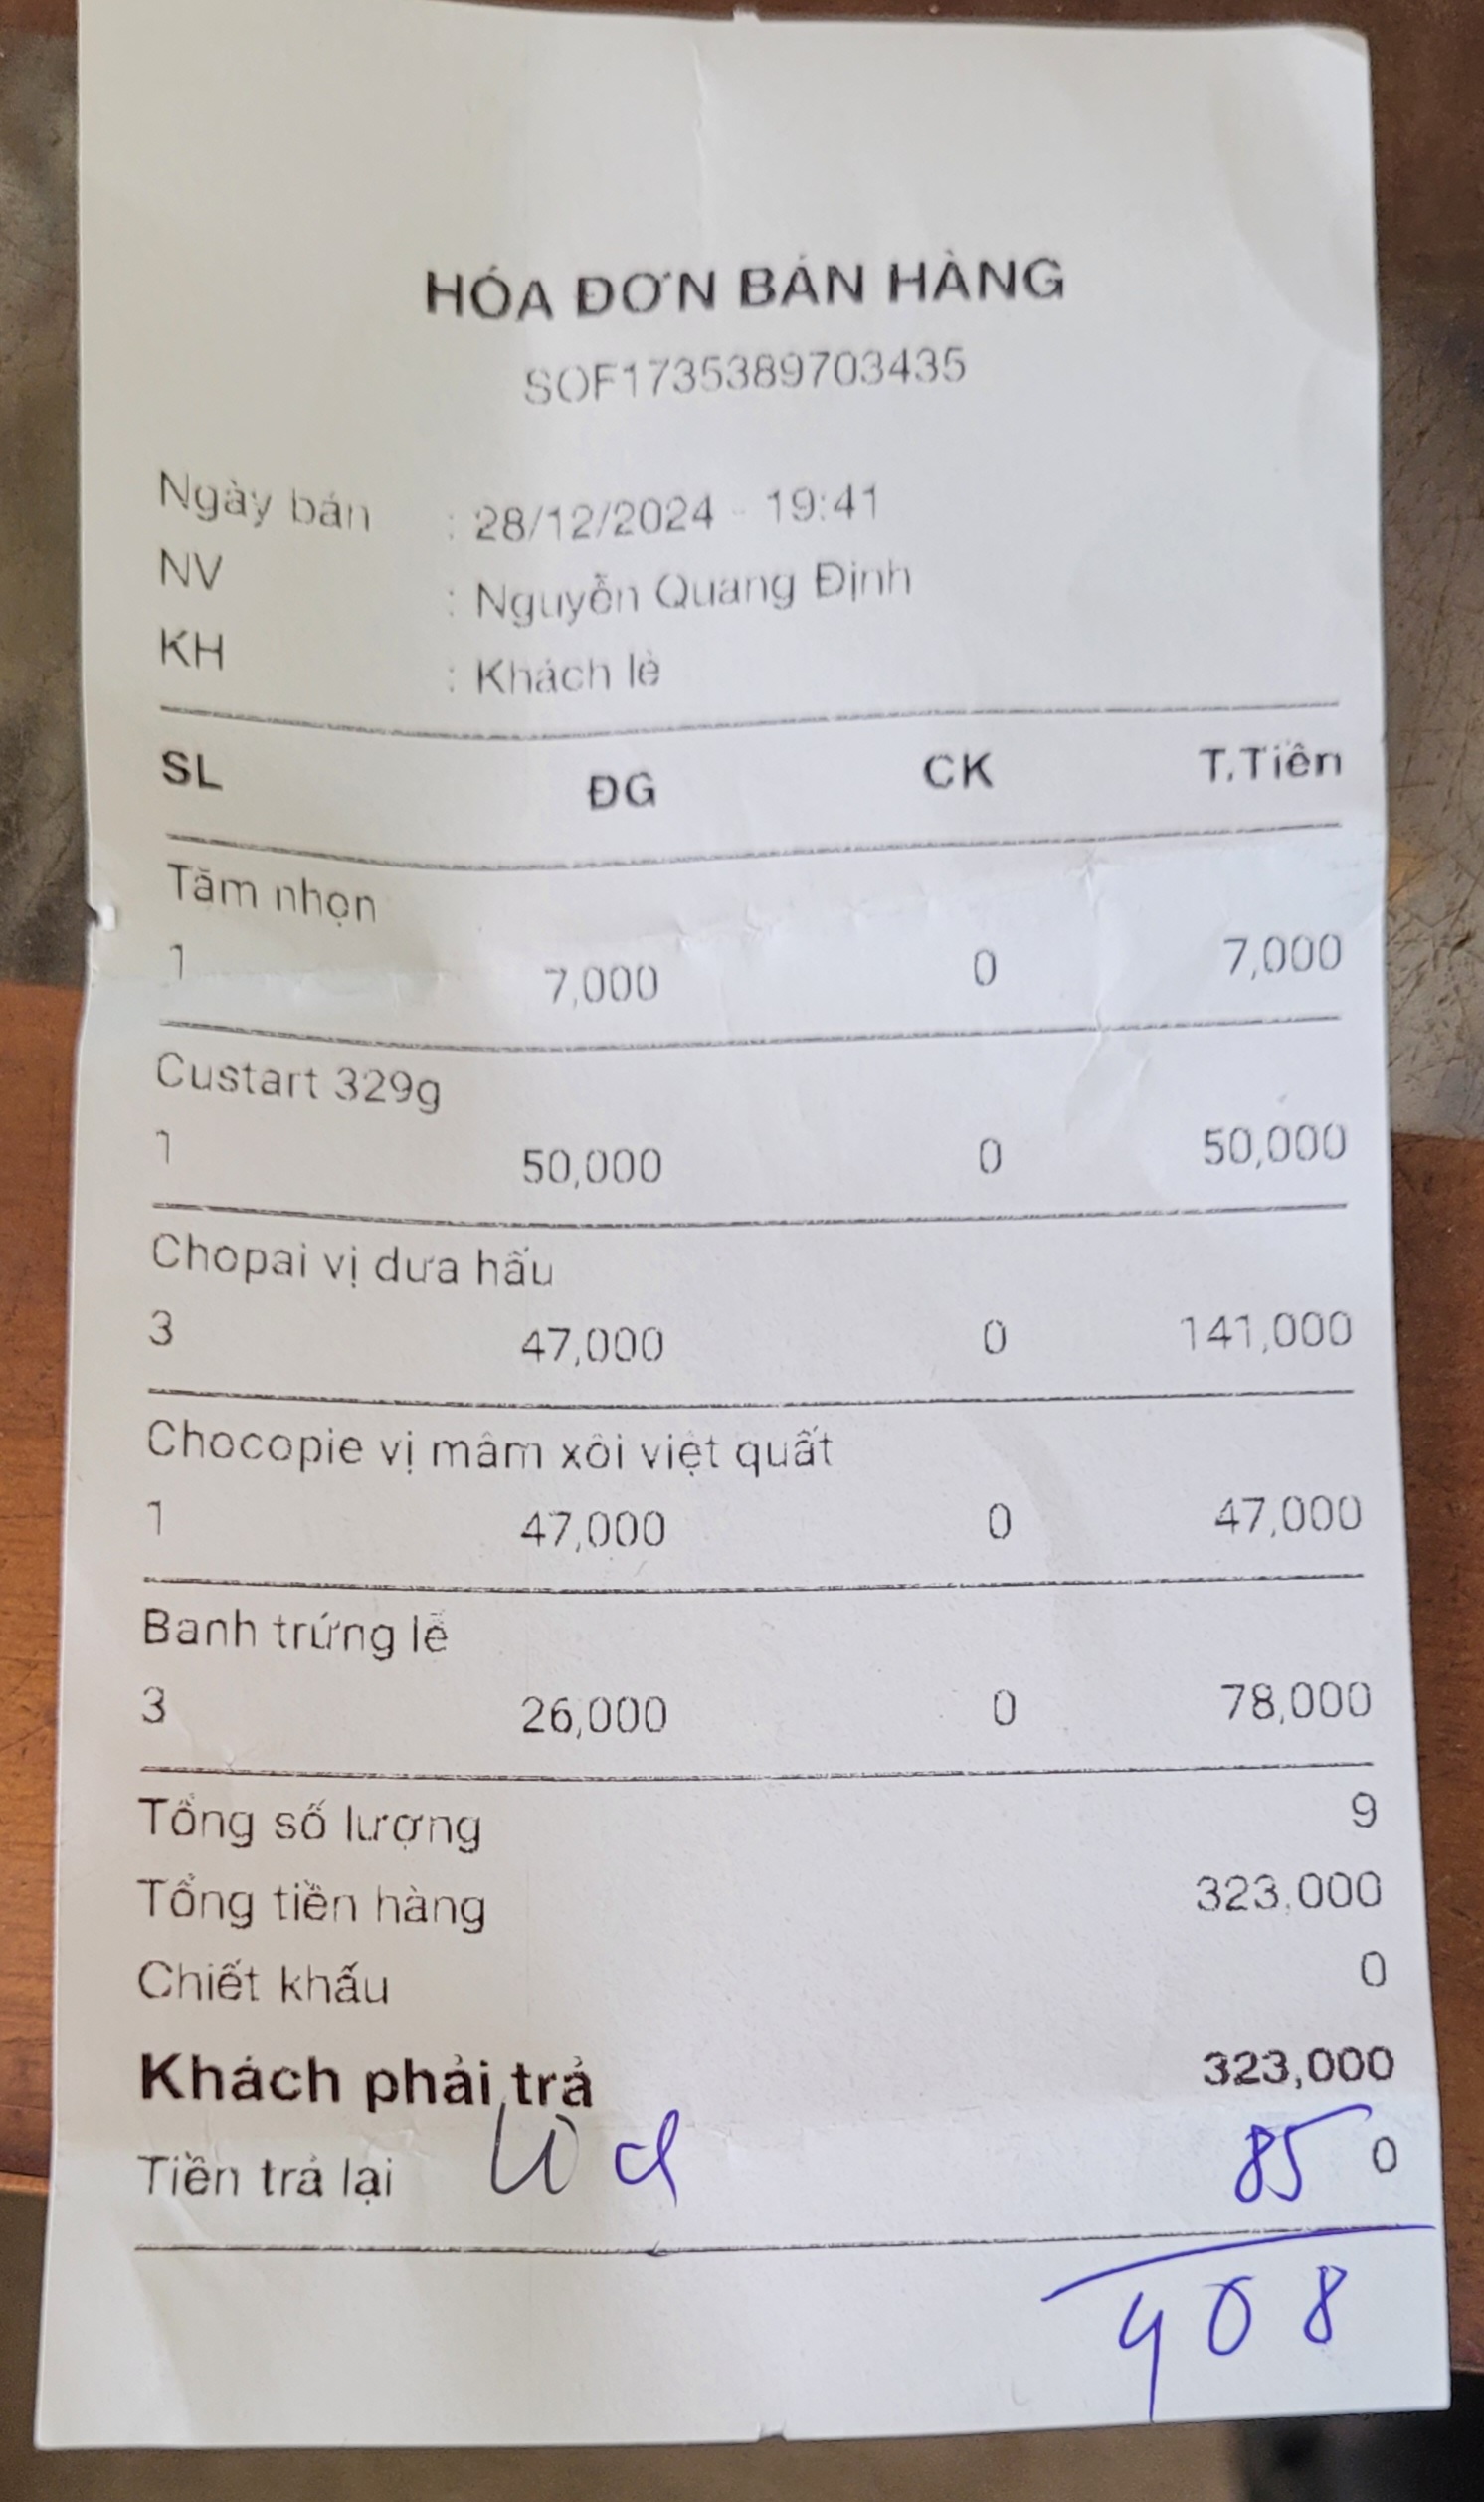 HÓA ĐƠN BÁN HÀNG
SOF1735389703435
Ngày bán : 28/12/2024 - 19:41
NV : Nguyễn Quang Định
KH : Khách lẻ
SL ĐG CK T.Tiền
Tăm nhọn
1 7,000 0 7,000
Custart 329g
1 50,000 0 50,000
Chopai vị dưa hấu
3 47,000 0 141,000
Chocopie vị mâm xôi việt quất
1 47,000 0 47,000
Banh trứng lẽ
3 26,000 0 78,000
Tổng số lượng 9
Tổng tiền hàng 323,000
Chiết khấu 0
Khách phải trả 323,000
Tiền trả lại 85 0
408